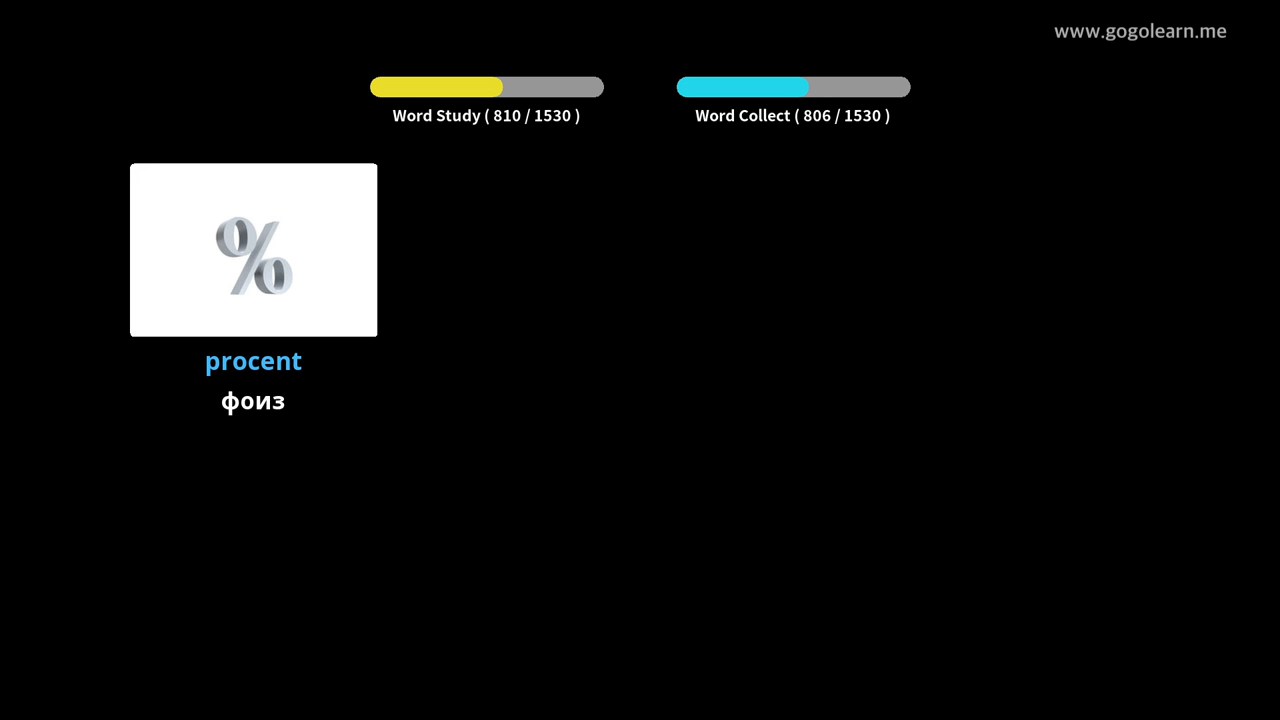 www.gogolearn.me
Word Study ( 810 / 1530 )
Word Collect ( 806 / 1530 )
%
procent
фоиз